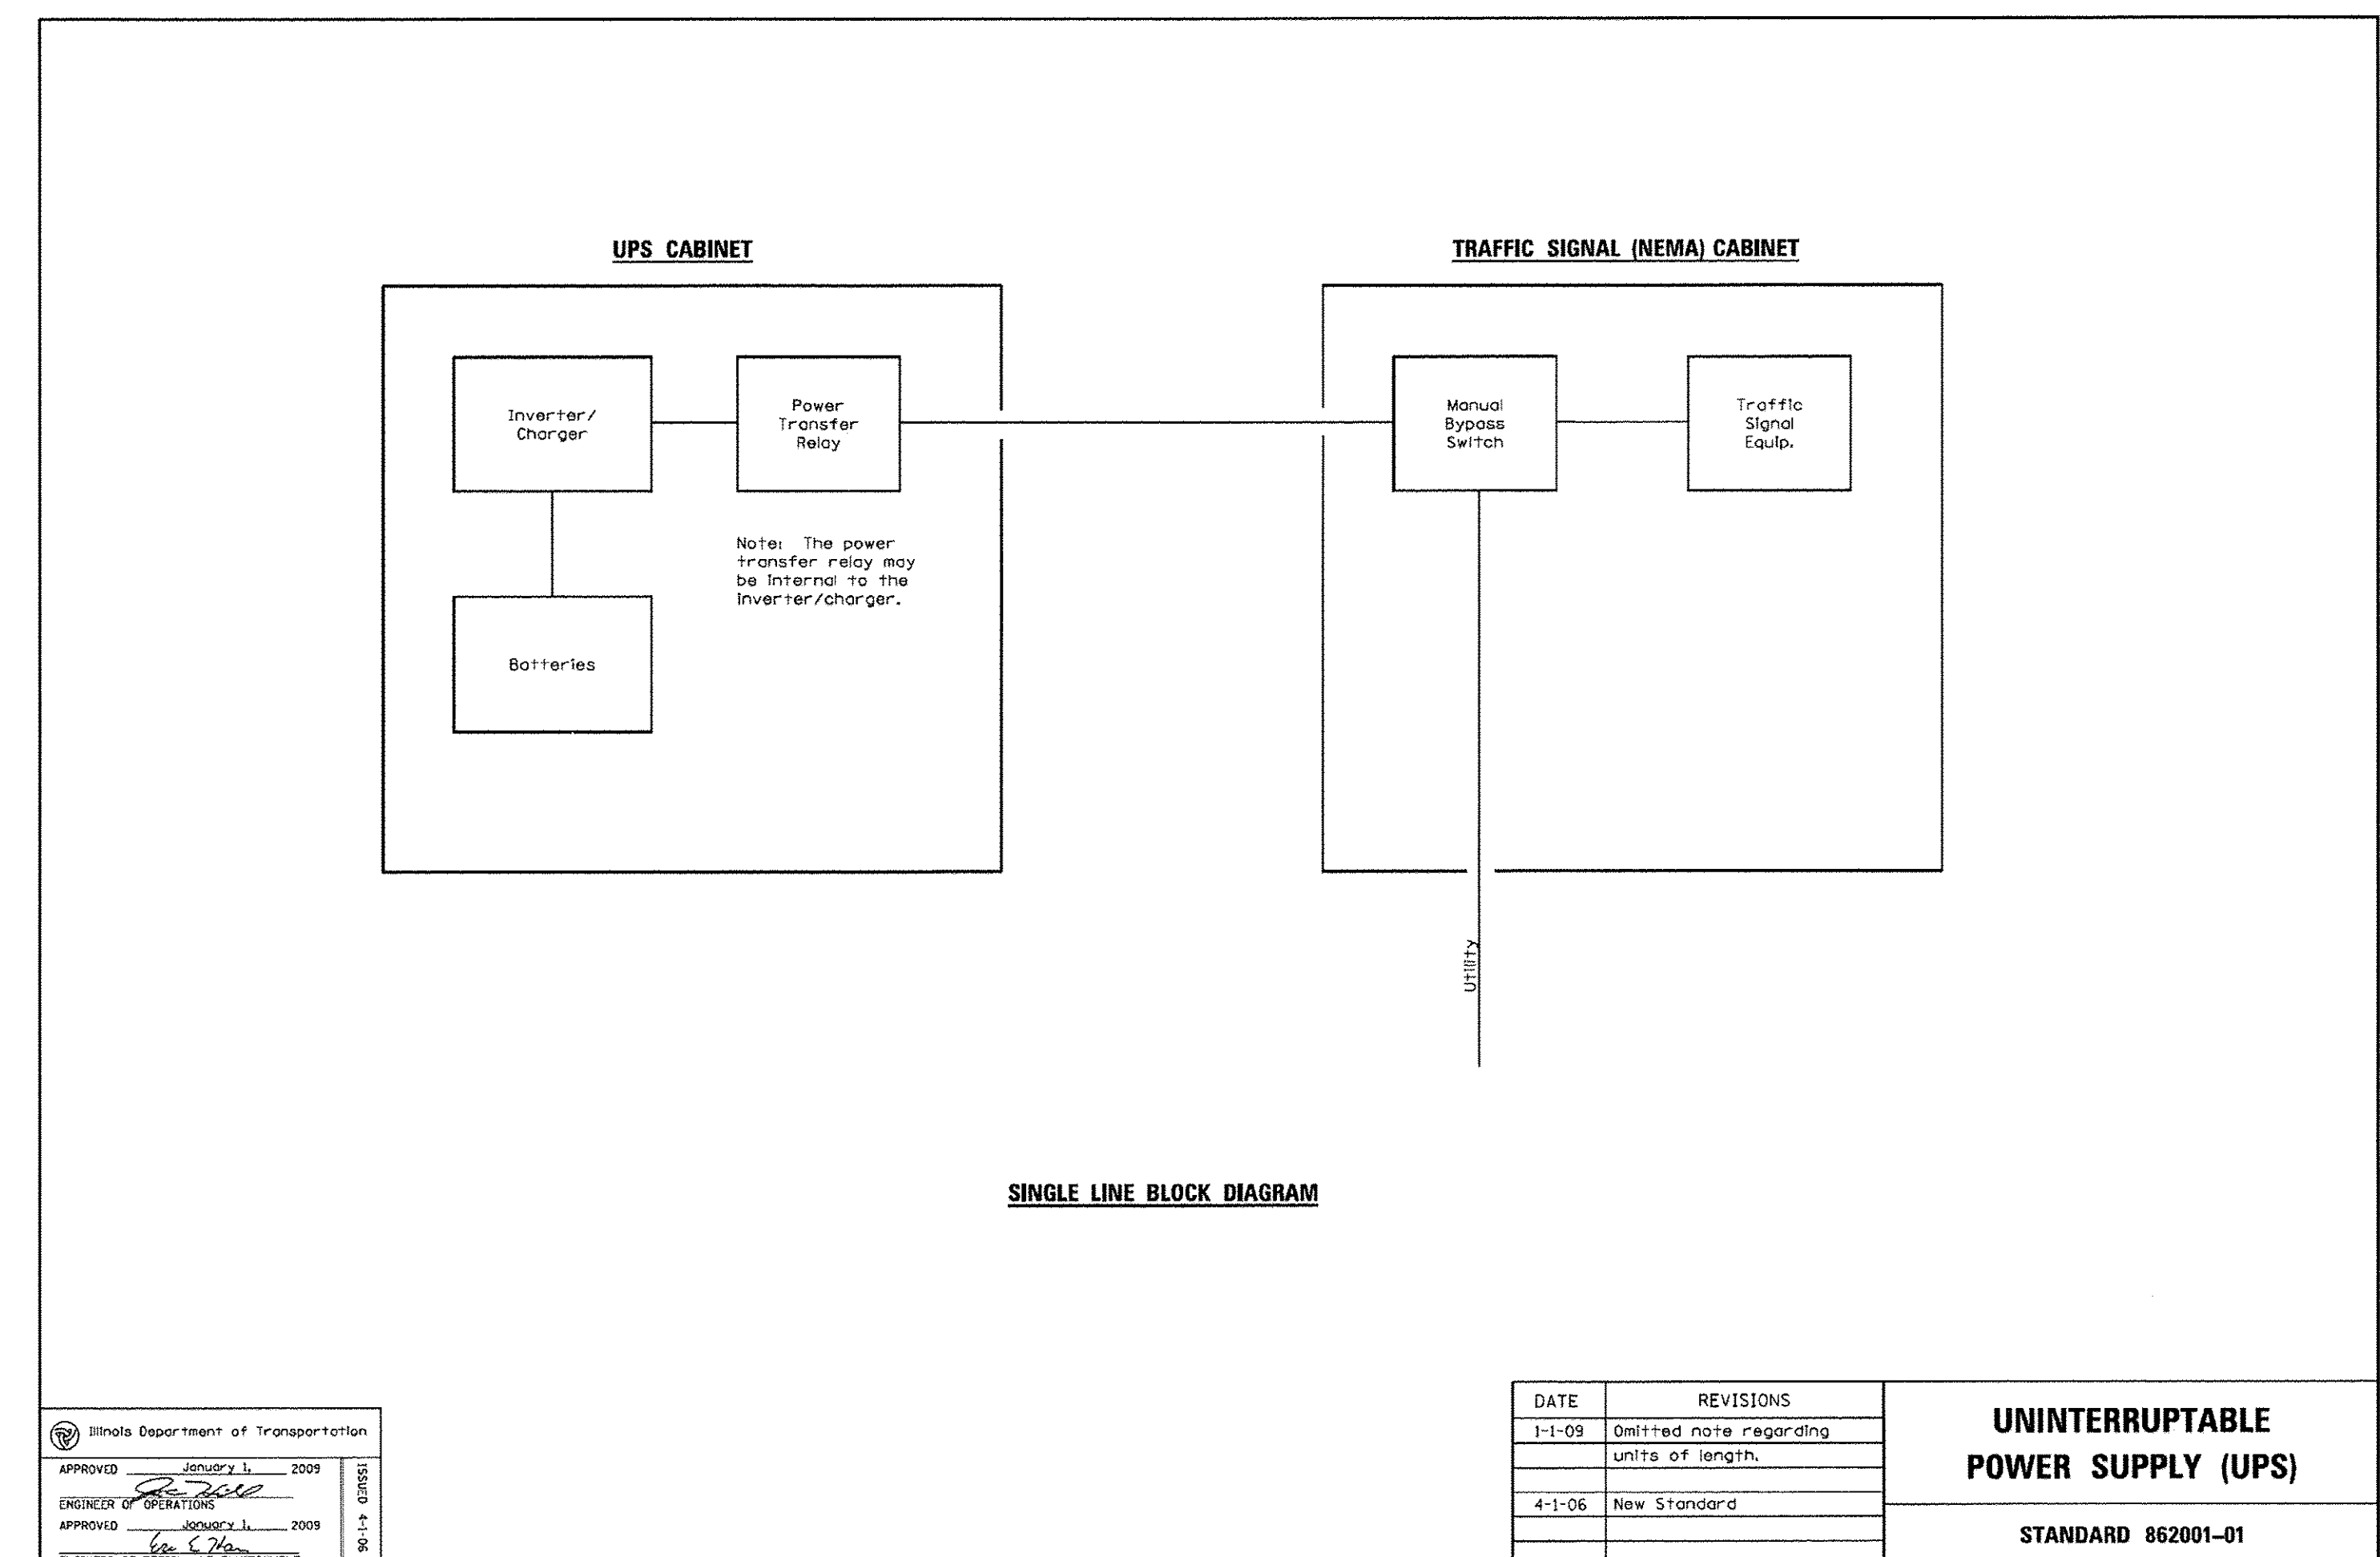 UPS CABINET
TRAFFIC SIGNAL (NEMA) CABINET
Inverter/
Charger
Power
Transfer
Relay
Manual
Bypass
Switch
Traffic
Signal
Equip.
Note: The power
transfer relay may
be internal to the
inverter/charger.
Batteries
Utility
SINGLE LINE BLOCK DIAGRAM
Illinois Department of Transportation
APPROVED January 1, 2009
ENGINEER OF OPERATIONS
APPROVED January 1, 2009
ISSUED 4-1-06
DATE REVISIONS
1-1-09 Omitted note regarding
units of length.
4-1-06 New Standard
UNINTERRUPTABLE
POWER SUPPLY (UPS)
STANDARD 862001–01